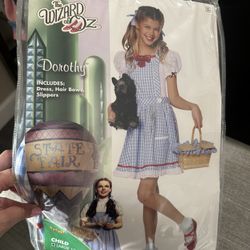 The
WIZARD
of OZ
Dorothy
INCLUDES:
Dress, Hair Bows,
Slippers
STATE
FAIR
CHILD